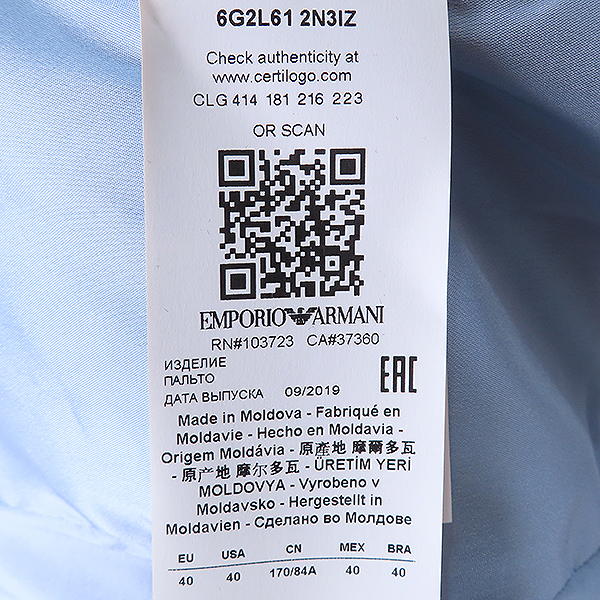 6G2L61 2N3IZ
Check authenticity at
www.certilogo.com
CLG 414 181 216 223
OR SCAN
EMPORIO ARMANI
RN#103723 CA#37360
ИЗДЕЛИЕ
ПАЛЬТО
ДАТА ВЫПУСКА 09/2019
EAC
Made in Moldova - Fabriqué en
Moldavie - Hecho en Moldavia -
Origem Moldávia - 原產地 摩爾多瓦
- 原产地 摩尔多瓦 - ÜRETİM YERİ
MOLDOVYA - Vyrobeno v
Moldavsko - Hergestellt in
Moldavien - Сделано во Молдове
EU USA CN MEX BRA
40 40 170/84A 40 40